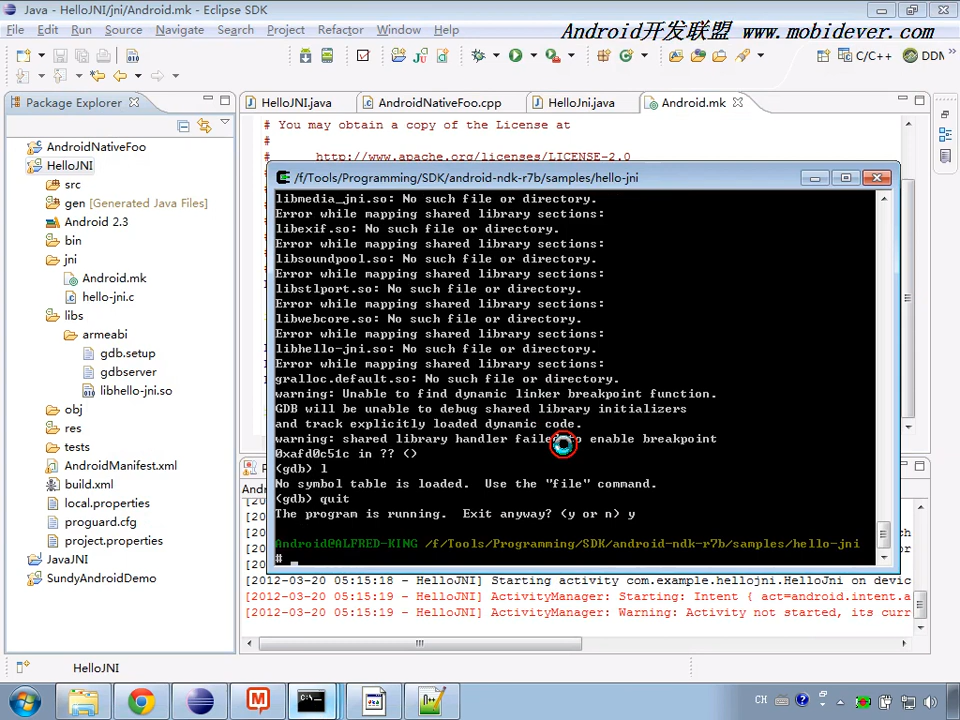 Java - HelloJNI/jni/Android.mk - Eclipse SDK
File Edit Run Source Navigate Search Project Refactor Window Help
Android开发联盟 www.mobidever.com
C/C++
DDM
Package Explorer
HelloJNI.java
AndroidNativeFoo.cpp
HelloJni.java
Android.mk
AndroidNativeFoo
HelloJNI
src
gen [Generated Java Files]
Android 2.3
bin
jni
Android.mk
hello-jni.c
libs
armeabi
gdb.setup
gdbserver
libhello-jni.so
obj
res
tests
AndroidManifest.xml
build.xml
local.properties
proguard.cfg
project.properties
JavaJNI
SundyAndroidDemo
# You may obtain a copy of the License at
#
# http://www.apache.org/licenses/LICENSE-2.0
/f/Tools/Programming/SDK/android-ndk-r7b/samples/hello-jni
libmedia_jni.so: No such file or directory.
Error while mapping shared library sections:
libexif.so: No such file or directory.
Error while mapping shared library sections:
libsoundpool.so: No such file or directory.
Error while mapping shared library sections:
libstlport.so: No such file or directory.
Error while mapping shared library sections:
libwebcore.so: No such file or directory.
Error while mapping shared library sections:
libhello-jni.so: No such file or directory.
Error while mapping shared library sections:
gralloc.default.so: No such file or directory.
warning: Unable to find dynamic linker breakpoint function.
GDB will be unable to debug shared library initializers
and track explicitly loaded dynamic code.
warning: shared library handler failed to enable breakpoint
0xafd0c51c in ?? ()
(gdb) l
No symbol table is loaded.  Use the "file" command.
(gdb) quit
The program is running.  Exit anyway? (y or n) y
Android@ALFRED-KING /f/Tools/Programming/SDK/android-ndk-r7b/samples/hello-jni
#
[2012-03-20 05:15:18 - HelloJNI] Starting activity com.example.hellojni.HelloJni on devic
[2012-03-20 05:15:19 - HelloJNI] ActivityManager: Starting: Intent { act=android.intent.a
[2012-03-20 05:15:19 - HelloJNI] ActivityManager: Warning: Activity not started, its curr
HelloJNI
CH